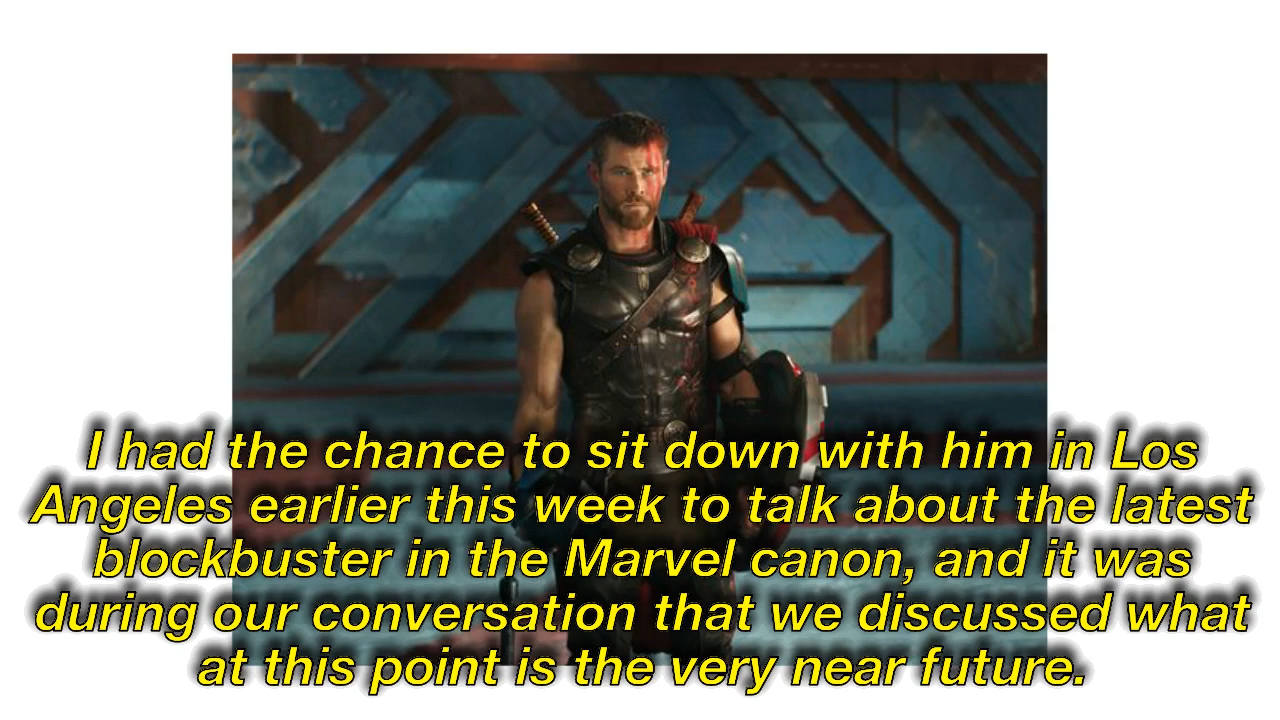 I had the chance to sit down with him in Los
Angeles earlier this week to talk about the latest
blockbuster in the Marvel canon, and it was
during our conversation that we discussed what
at this point is the very near future.